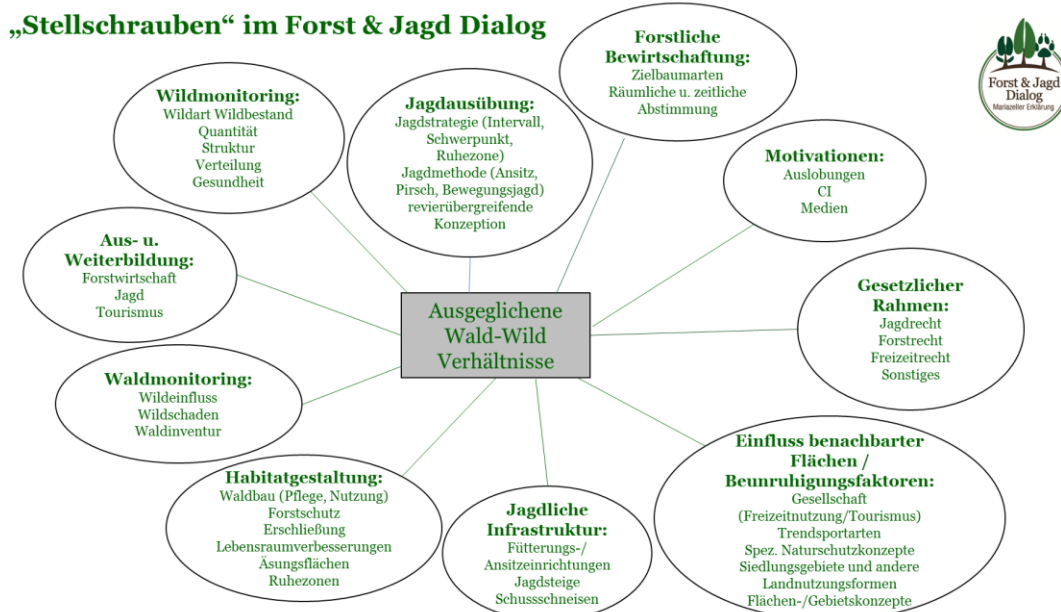 „Stellschrauben“ im Forst & Jagd Dialog
Forst & Jagd
Dialog
Mariazeller Erklärung
Wildmonitoring:
Wildart Wildbestand
Quantität
Struktur
Verteilung
Gesundheit
Jagdausübung:
Jagdstrategie (Intervall,
Schwerpunkt,
Ruhezone)
Jagdmethode (Ansitz,
Pirsch, Bewegungsjagd)
revierübergreifende
Konzeption
Forstliche
Bewirtschaftung:
Zielbaumarten
Räumliche u. zeitliche
Abstimmung
Motivationen:
Auslobungen
CI
Medien
Aus- u.
Weiterbildung:
Forstwirtschaft
Jagd
Tourismus
Ausgeglichene
Wald-Wild
Verhältnisse
Gesetzlicher
Rahmen:
Jagdrecht
Forstrecht
Freizeitrecht
Sonstiges
Waldmonitoring:
Wildeinfluss
Wildschaden
Waldinventur
Habitatgestaltung:
Waldbau (Pflege, Nutzung)
Forstschutz
Erschließung
Lebensraumverbesserungen
Äsungsflächen
Ruhezonen
Jagdliche
Infrastruktur:
Fütterungs-/
Ansitzeinrichtungen
Jagdsteige
Schussschneisen
Einfluss benachbarter
Flächen /
Beunruhigungsfaktoren:
Gesellschaft
(Freizeitnutzung/Tourismus)
Trendsportarten
Spez. Naturschutzkonzepte
Siedlungsgebiete und andere
Landnutzungsformen
Flächen-/Gebietskonzepte